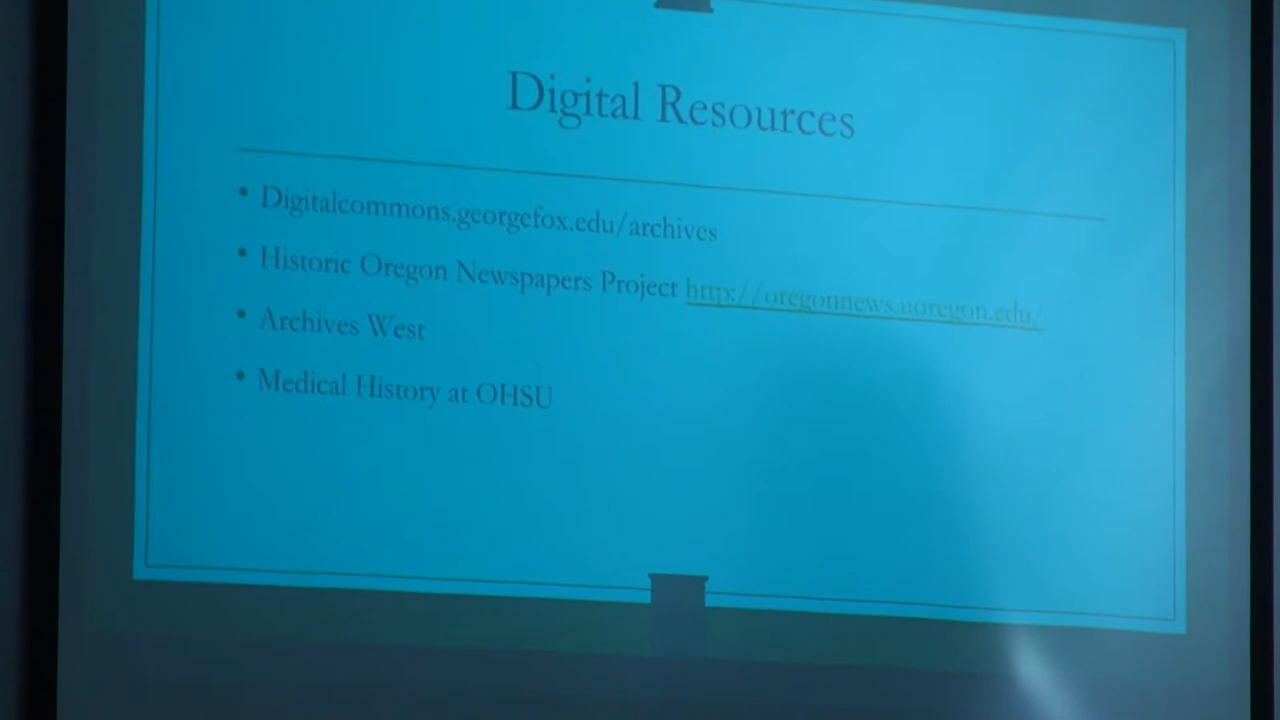 Digital Resources
• Digitalcommons.georgefox.edu/archives
• Historic Oregon Newspapers Project http://oregonnews.uoregon.edu/
• Archives West
• Medical History at OHSU